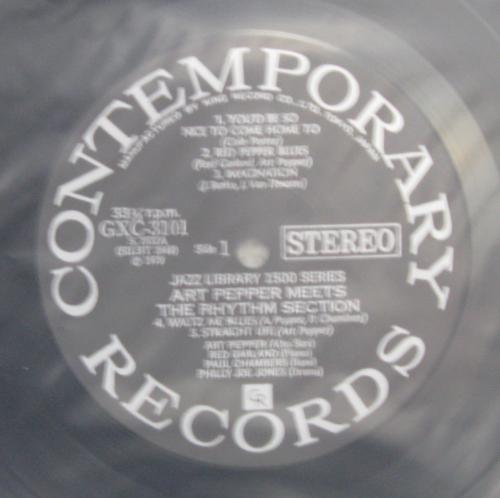 CONTEMPORARY
MANUFACTURED BY KING RECORD CO., LTD. TOKYO, JAPAN
1. YOU'D BE SO
NICE TO COME HOME TO
(Cole Porter)
2. RED PEPPER BLUES
(Red Garland, Art Pepper)
3. IMAGINATION
33⅓ r.p.m.
GXC-3101
Side 1
STEREO
JAZZ LIBRARY 1500 SERIES
ART PEPPER MEETS
THE RHYTHM SECTION
4. WALTZ ME BLUES (A. Pepper, P. Chambers)
5. STRAIGHT LIFE (Art Pepper)
ART PEPPER (Alto Sax)
RED GARLAND (Piano)
PAUL CHAMBERS (Bass)
PHILLY JOE JONES (Drums)
CR
RECORDS